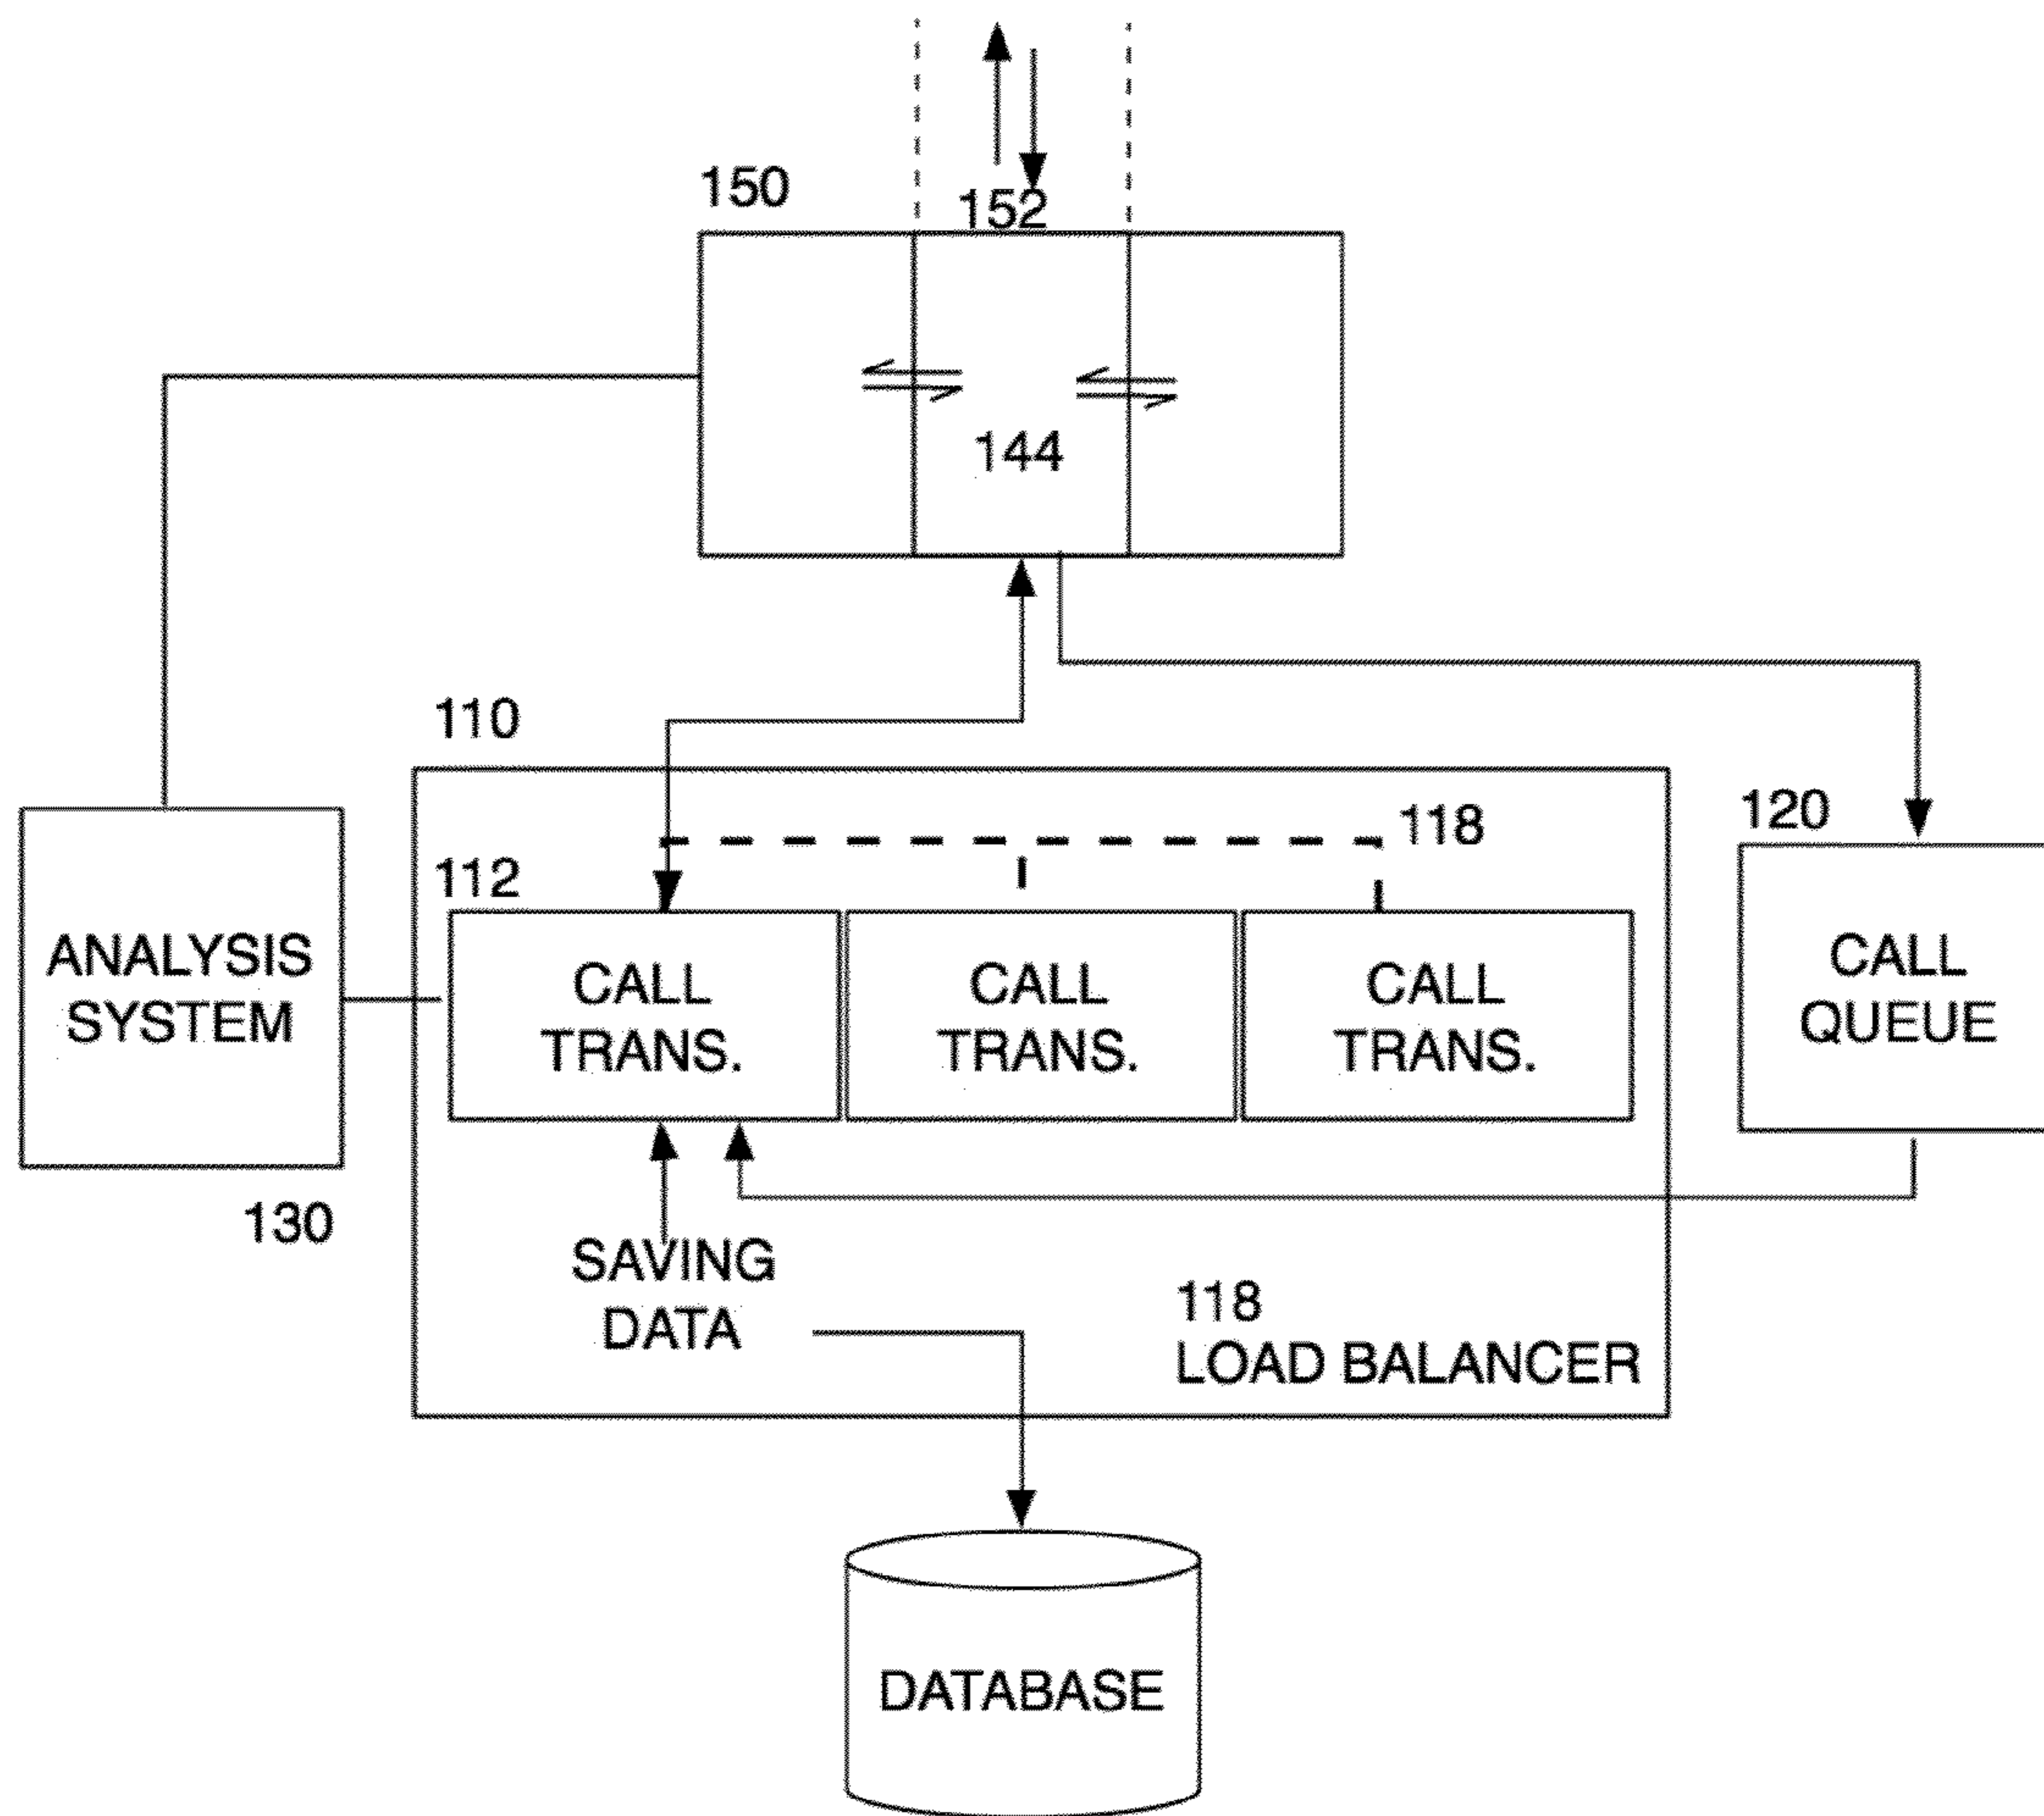 150
152
144
110
118
120
112
ANALYSIS
SYSTEM
CALL
TRANS.
CALL
TRANS.
CALL
TRANS.
CALL
QUEUE
130
SAVING
DATA
118
LOAD BALANCER
DATABASE